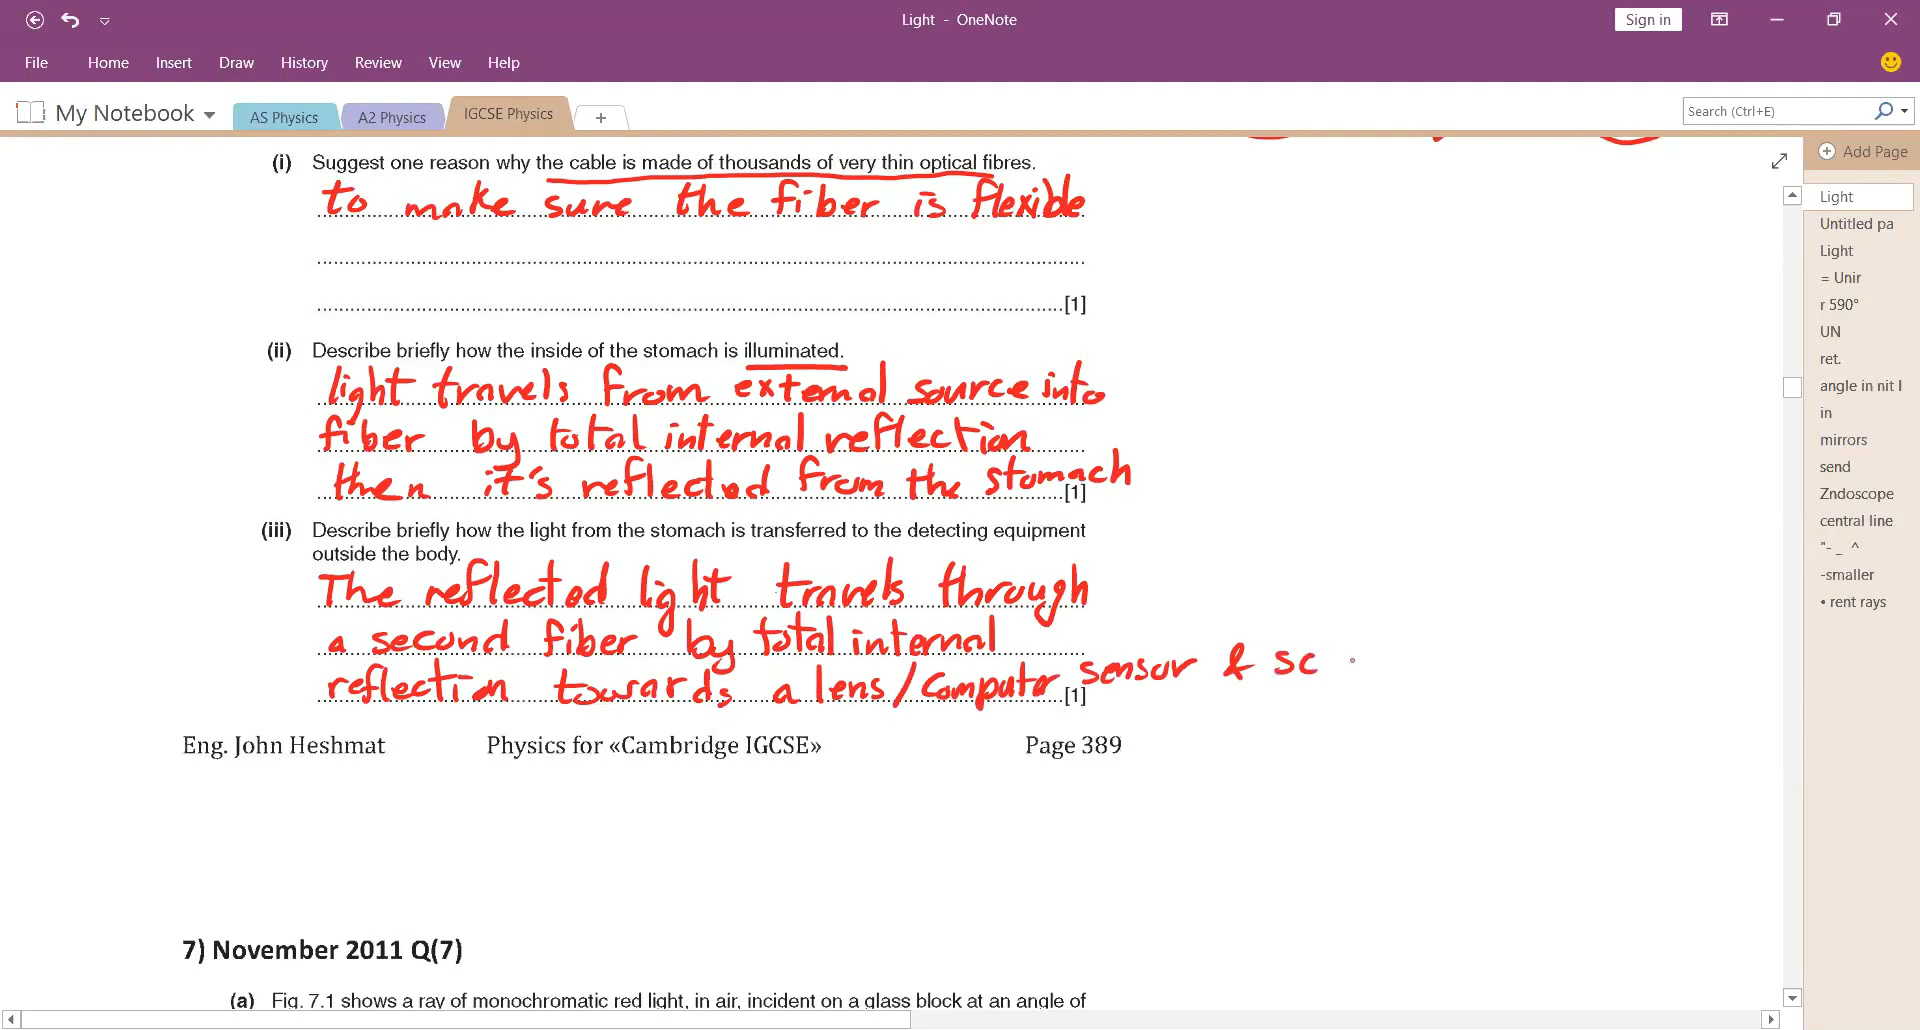 Light - OneNote
Sign in
File Home Insert Draw History Review View Help
My Notebook AS Physics A2 Physics IGCSE Physics +
Search (Ctrl+E)
Add Page
(i) Suggest one reason why the cable is made of thousands of very thin optical fibres.
to make sure the fiber is flexible
[1]
(ii) Describe briefly how the inside of the stomach is illuminated.
light travels from external source into
fiber by total internal reflection
then it's reflected from the stomach
[1]
(iii) Describe briefly how the light from the stomach is transferred to the detecting equipment
outside the body.
The reflected light travels through
a second fiber by total internal
reflection towards a lens/computer sensor & sc
[1]
Eng. John Heshmat Physics for «Cambridge IGCSE» Page 389
7) November 2011 Q(7)
(a) Fig. 7.1 shows a ray of monochromatic red light, in air, incident on a glass block at an angle of
Light
Untitled pa
Light
= Unir
r 590°
UN
ret.
angle in nit I
in
mirrors
send
Zndoscope
central line
"- _ ^
-smaller
• rent rays